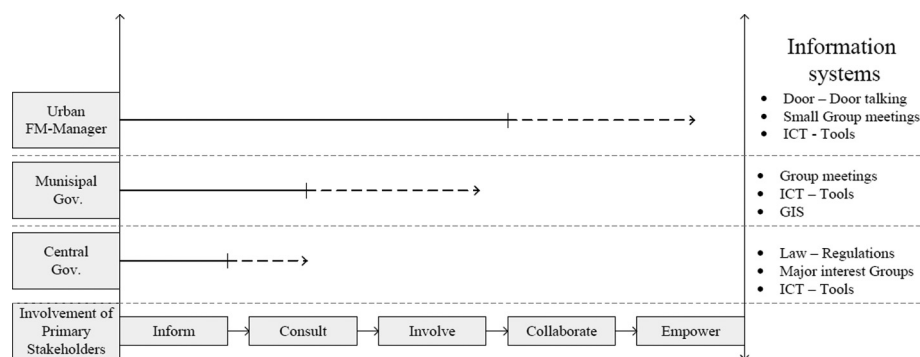 Information
systems
Urban
FM-Manager
• Door – Door talking
• Small Group meetings
• ICT - Tools
Munisipal
Gov.
• Group meetings
• ICT – Tools
• GIS
Central
Gov.
• Law – Regulations
• Major interest Groups
• ICT – Tools
Involvement of
Primary
Stakeholders
Inform
Consult
Involve
Collaborate
Empower